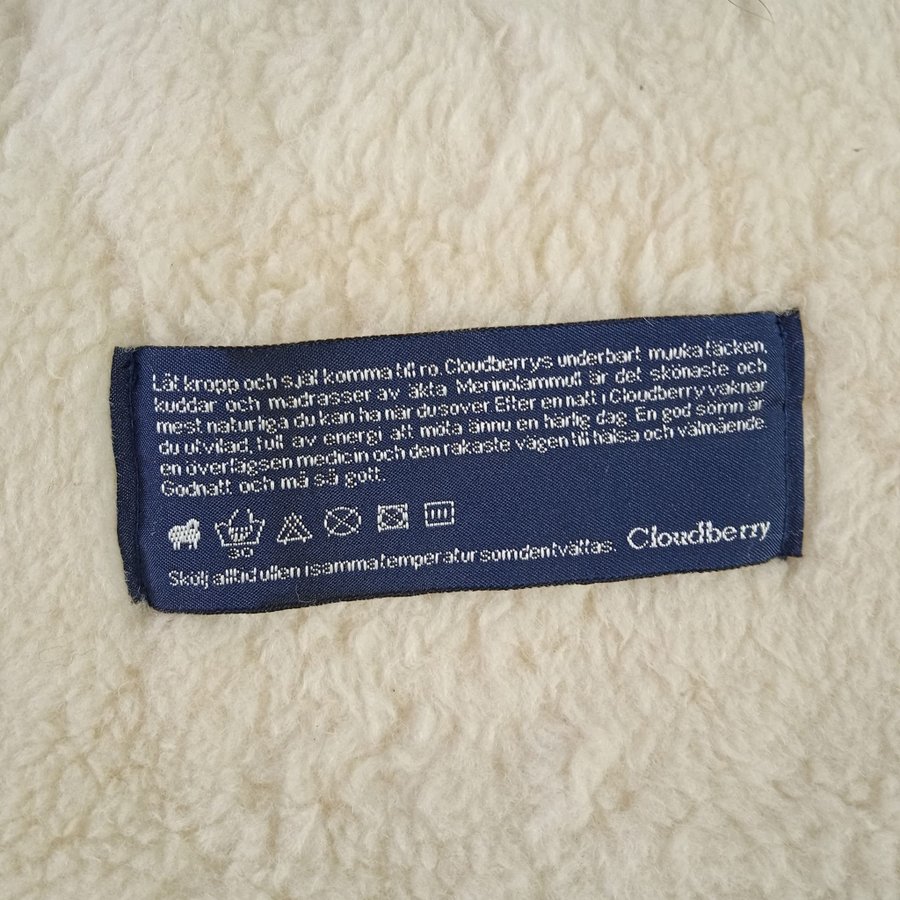 Låt kropp och själ komma till ro. Cloudberrys underbart mjuka täcken,
kuddar och madrasser av äkta Merinolammull är det skönaste och
mest naturliga du kan ha när du sover. Efter en natt i Cloudberry vaknar
du utvilad, full av energi att möta ännu en härlig dag. En god sömn är
en överlägsen medicin och den rakaste vägen till hälsa och välmående.
Godnatt och må så gott.
30
Skölj alltid ullen i samma temperatur som den tvättas.
Cloudberry